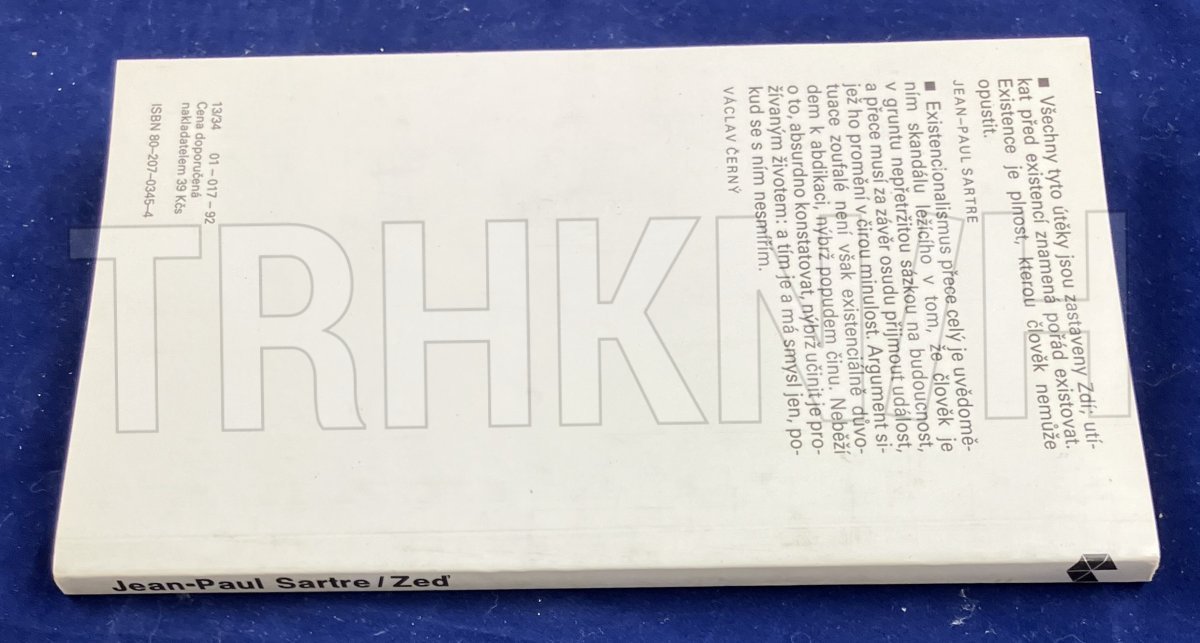 ■ Všechny tyto útěky jsou zastaveny Zdí; utí-
kat před existencí znamená pořád existovat.
Existence je plnost, kterou člověk nemůže
opustit.
JEAN-PAUL SARTRE
■ Existencionalismus přece celý je uvědomě-
ním skandálu ležícího v tom, že člověk je
v gruntu nepřetržitou sázkou na budoucnost,
a přece musí za závěr osudu přijmout událost,
jež ho promění v čirou minulost. Argument si-
tuace zoufalé není však existenciálně důvo-
dem k abdikaci, nýbrž popudem činu. Neběží
o to, absurdno konstatovat, nýbrž učinit je pro-
žívaným životem: a tím je a má smysl jen, po-
kud se s ním nesmířím.
VÁCLAV ČERNÝ
13/34 01-017-92
Cena doporučená
nakladatelem 39 Kčs
ISBN 80-207-0345-4
Jean-Paul Sartre/Zeď
TRHKNIH